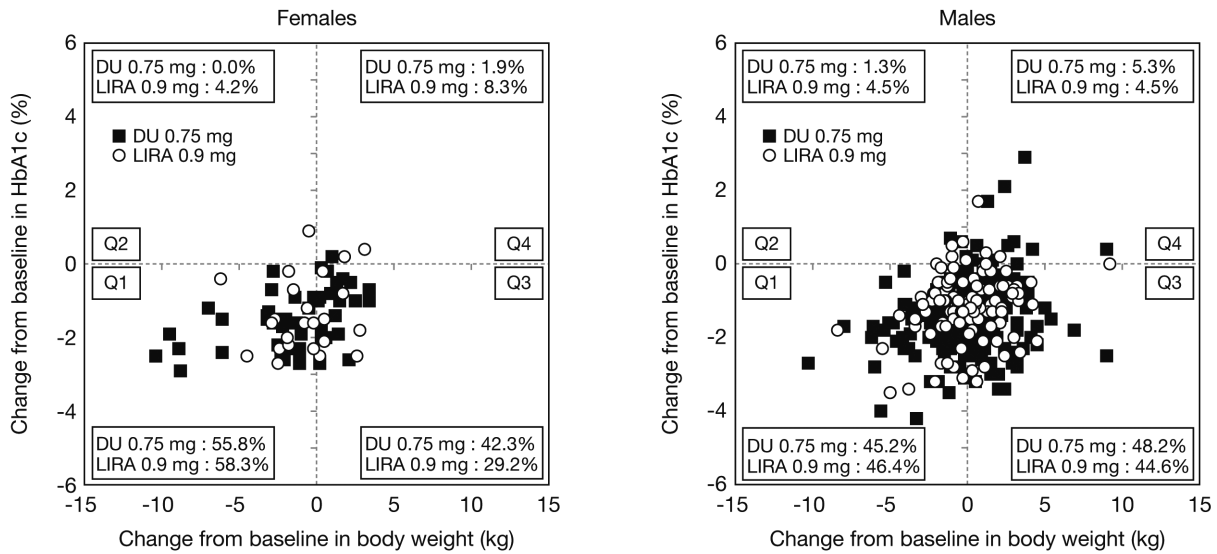 Females
6
4
2
0
-2
-4
-6
-15
-10
-5
0
5
10
15
Change from baseline in HbA1c (%)
Change from baseline in body weight (kg)
DU 0.75 mg : 0.0%
LIRA 0.9 mg : 4.2%
DU 0.75 mg : 1.9%
LIRA 0.9 mg : 8.3%
DU 0.75 mg
LIRA 0.9 mg
Q2
Q4
Q1
Q3
DU 0.75 mg : 55.8%
LIRA 0.9 mg : 58.3%
DU 0.75 mg : 42.3%
LIRA 0.9 mg : 29.2%
Males
6
4
2
0
-2
-4
-6
-15
-10
-5
0
5
10
15
Change from baseline in HbA1c (%)
Change from baseline in body weight (kg)
DU 0.75 mg : 1.3%
LIRA 0.9 mg : 4.5%
DU 0.75 mg : 5.3%
LIRA 0.9 mg : 4.5%
DU 0.75 mg
LIRA 0.9 mg
Q2
Q4
Q1
Q3
DU 0.75 mg : 45.2%
LIRA 0.9 mg : 46.4%
DU 0.75 mg : 48.2%
LIRA 0.9 mg : 44.6%